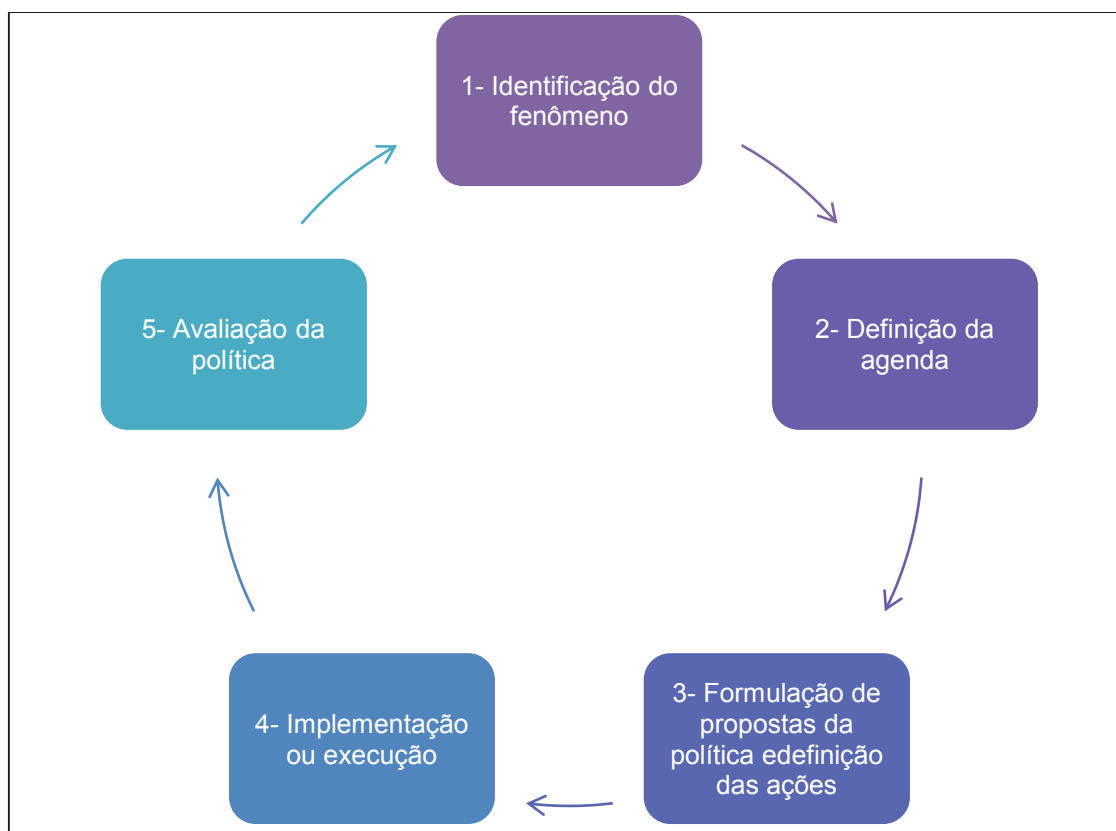 1- Identificação do
fenômeno
2- Definição da
agenda
3- Formulação de
propostas da
política edefinição
das ações
4- Implementação
ou execução
5- Avaliação da
política